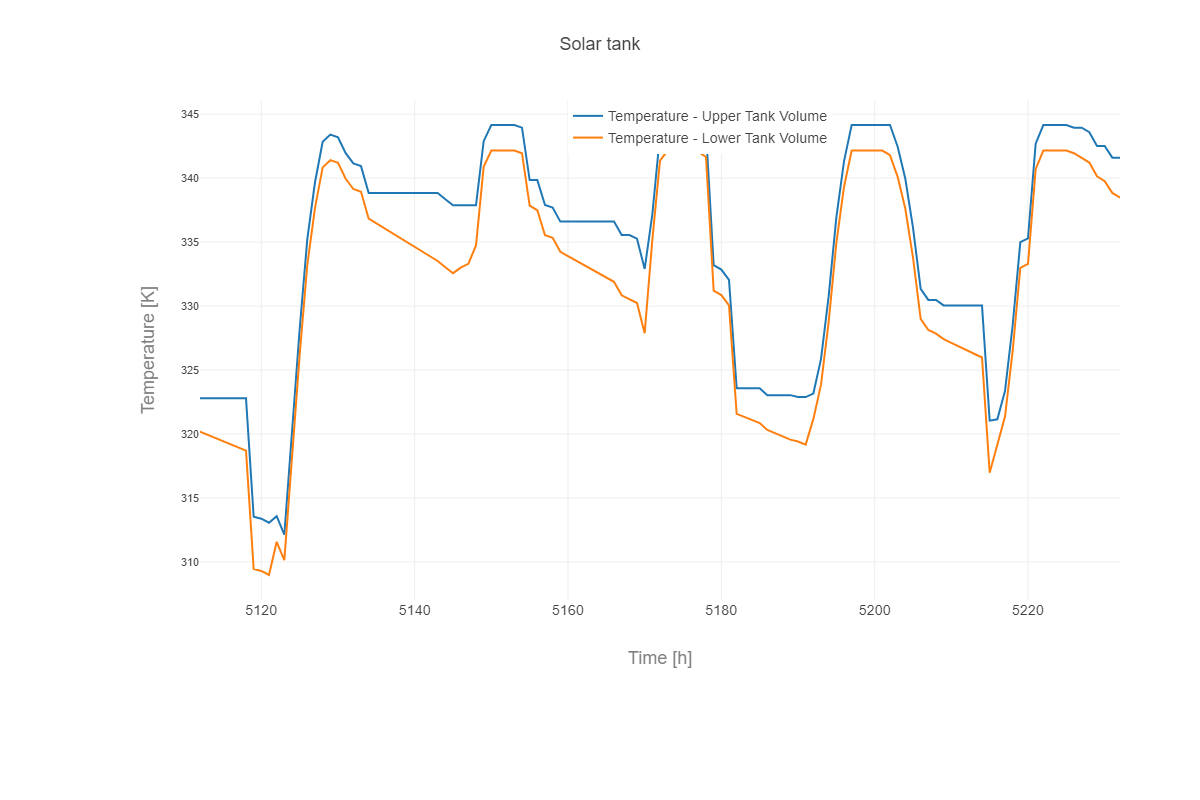 Solar tank
Temperature - Upper Tank Volume
Temperature - Lower Tank Volume
345
340
335
330
325
320
315
310
Temperature [K]
5120 5140 5160 5180 5200 5220
Time [h]